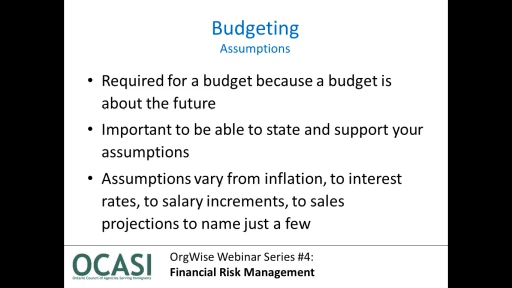 Budgeting
Assumptions
• Required for a budget because a budget is
about the future
• Important to be able to state and support your
assumptions
• Assumptions vary from inflation, to interest
rates, to salary increments, to sales
projections to name just a few
OCASI
Ontario Council of Agencies Serving Immigrants
OrgWise Webinar Series #4:
Financial Risk Management